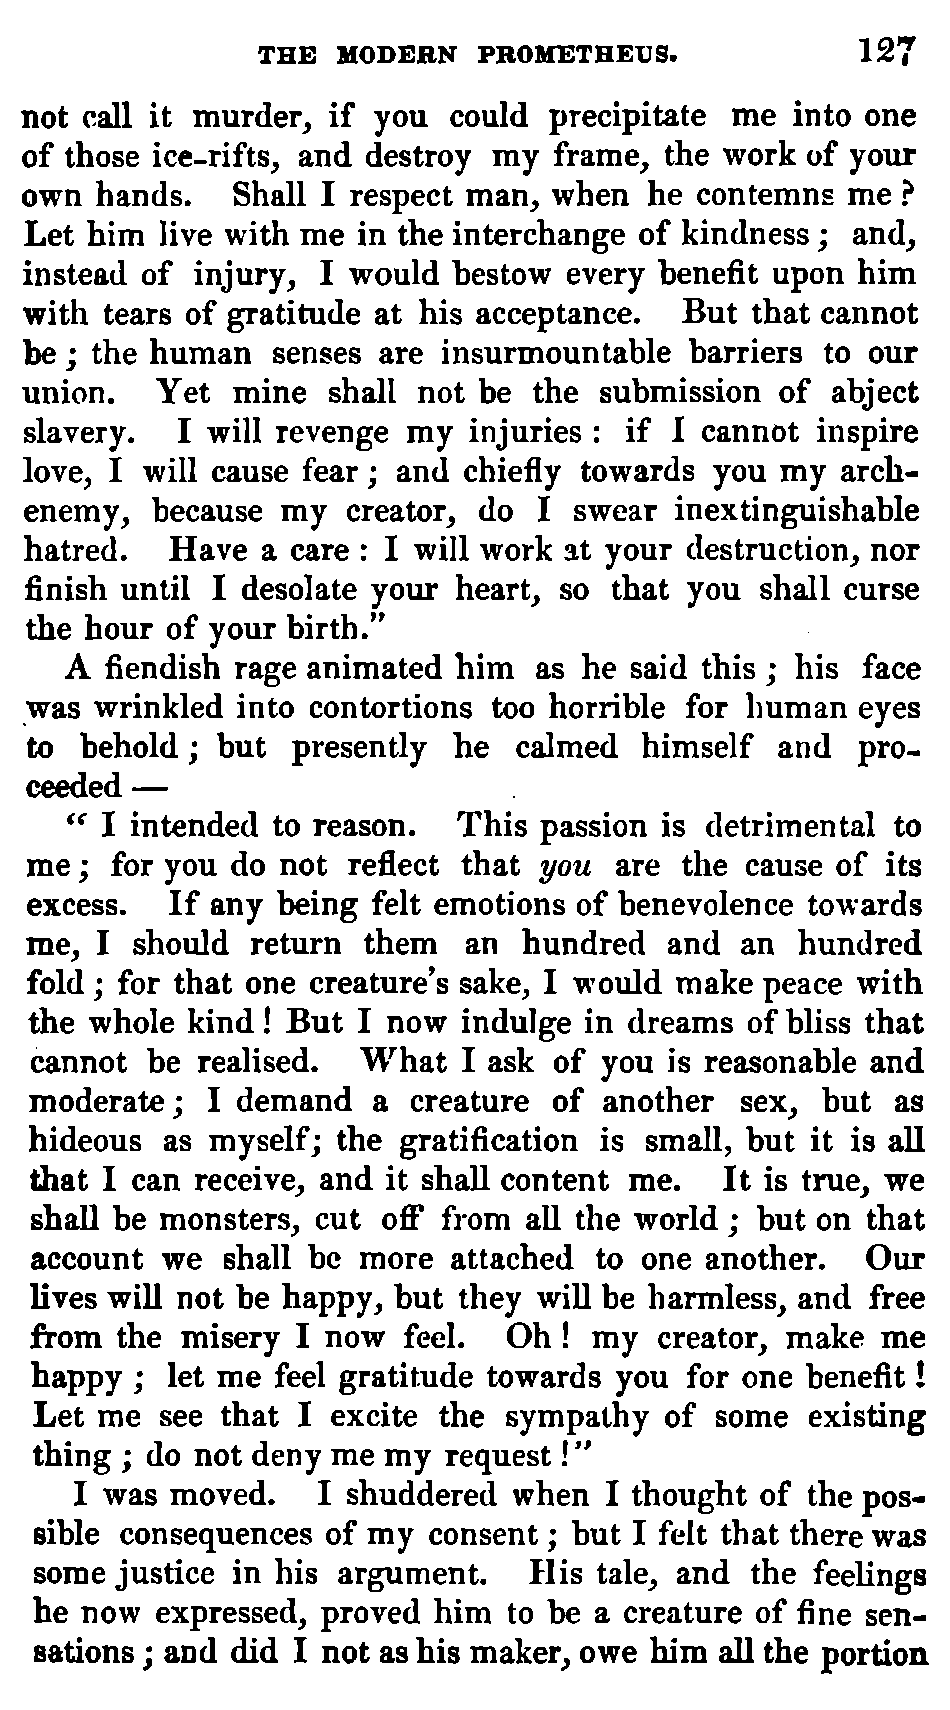 THE MODERN PROMETHEUS. 127
not call it murder, if you could precipitate me into one
of those ice-rifts, and destroy my frame, the work of your
own hands. Shall I respect man, when he contemns me?
Let him live with me in the interchange of kindness; and,
instead of injury, I would bestow every benefit upon him
with tears of gratitude at his acceptance. But that cannot
be; the human senses are insurmountable barriers to our
union. Yet mine shall not be the submission of abject
slavery. I will revenge my injuries: if I cannot inspire
love, I will cause fear; and chiefly towards you my arch-
enemy, because my creator, do I swear inextinguishable
hatred. Have a care: I will work at your destruction, nor
finish until I desolate your heart, so that you shall curse
the hour of your birth."
A fiendish rage animated him as he said this; his face
was wrinkled into contortions too horrible for human eyes
to behold; but presently he calmed himself and pro-
ceeded —
"I intended to reason. This passion is detrimental to
me; for you do not reflect that you are the cause of its
excess. If any being felt emotions of benevolence towards
me, I should return them an hundred and an hundred
fold; for that one creature's sake, I would make peace with
the whole kind! But I now indulge in dreams of bliss that
cannot be realised. What I ask of you is reasonable and
moderate; I demand a creature of another sex, but as
hideous as myself; the gratification is small, but it is all
that I can receive, and it shall content me. It is true, we
shall be monsters, cut off from all the world; but on that
account we shall be more attached to one another. Our
lives will not be happy, but they will be harmless, and free
from the misery I now feel. Oh! my creator, make me
happy; let me feel gratitude towards you for one benefit!
Let me see that I excite the sympathy of some existing
thing; do not deny me my request!"
I was moved. I shuddered when I thought of the pos-
sible consequences of my consent; but I felt that there was
some justice in his argument. His tale, and the feelings
he now expressed, proved him to be a creature of fine sen-
sations; and did I not as his maker, owe him all the portion